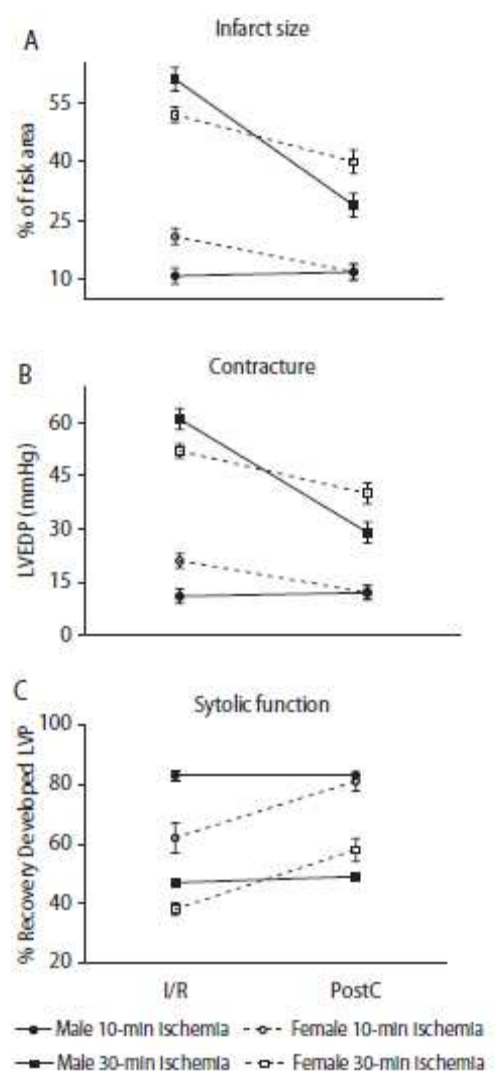 A
Infarct size
% of risk area
55
40
25
10
B
Contracture
LVEDP (mmHg)
60
45
30
15
0
C
Sytolic function
% Recovery Developed LVP
100
80
60
40
20
I/R PostC
Male 10-min Ischemia Female 10-min Ischemia
Male 30-min Ischemia Female 30-min Ischemia